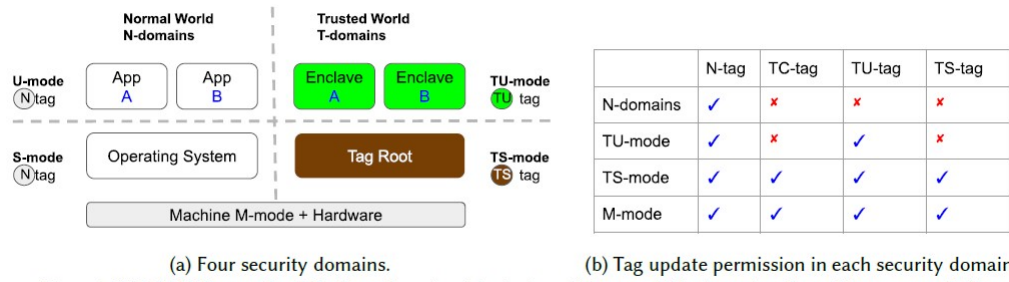 Normal World
N-domains
Trusted World
T-domains
U-mode
N tag
App
A
App
B
Enclave
A
Enclave
B
TU-mode
TU tag
S-mode
N tag
Operating System
Tag Root
TS-mode
TS tag
Machine M-mode + Hardware
(a) Four security domains.
N-tag TC-tag TU-tag TS-tag
N-domains ✓ ✗ ✗ ✗
TU-mode ✓ ✗ ✓ ✗
TS-mode ✓ ✓ ✓ ✓
M-mode ✓ ✓ ✓ ✓
(b) Tag update permission in each security domain